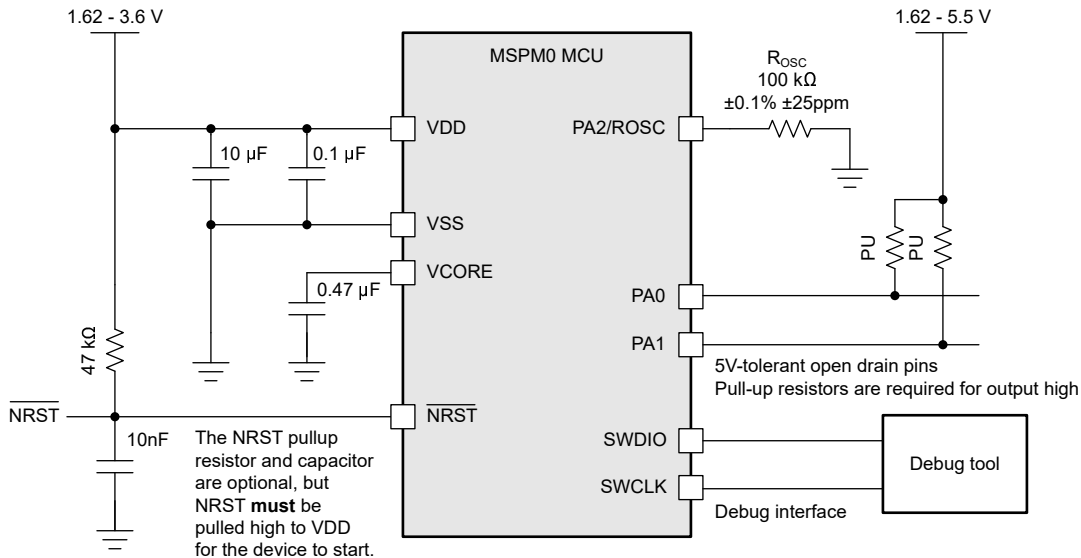 1.62 - 3.6 V
1.62 - 5.5 V
MSPM0 MCU
ROSC
100 kΩ
±0.1% ±25ppm
VDD
PA2/ROSC
10 µF
0.1 µF
VSS
PU
PU
VCORE
0.47 µF
PA0
47 kΩ
PA1
5V-tolerant open drain pins
Pull-up resistors are required for output high
NRST
NRST
10nF
The NRST pullup
resistor and capacitor
are optional, but
NRST must be
pulled high to VDD
for the device to start.
SWDIO
SWCLK
Debug tool
Debug interface